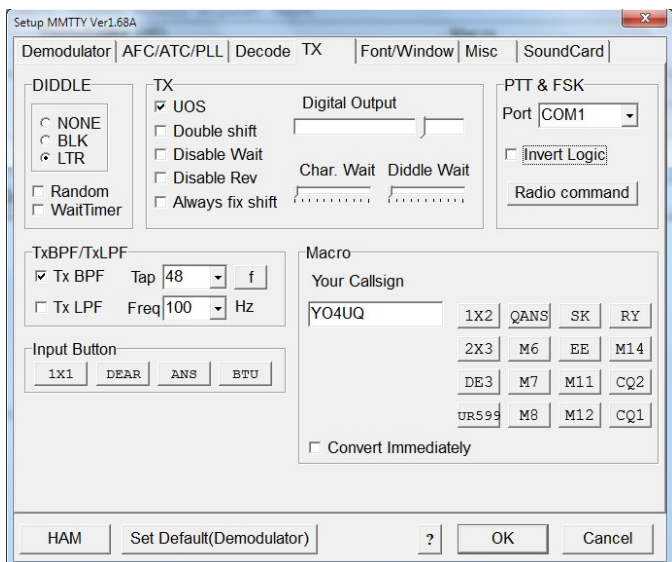 Setup MMTTY Ver1.68A
Demodulator AFC/ATC/PLL Decode TX Font/Window Misc SoundCard
DIDDLE
NONE
BLK
LTR
Random
WaitTimer
TX
UOS
Double shift
Disable Wait
Disable Rev
Always fix shift
Digital Output
Char. Wait Diddle Wait
PTT & FSK
Port COM1
Invert Logic
Radio command
TxBPF/TxLPF
Tx BPF Tap 48 f
Tx LPF Freq 100 Hz
Input Button
1X1 DEAR ANS BTU
Macro
Your Callsign
YO4UQ
1X2 QANS SK RY
2X3 M6 EE M14
DE3 M7 M11 CQ2
UR599 M8 M12 CQ1
Convert Immediately
HAM Set Default(Demodulator) ? OK Cancel